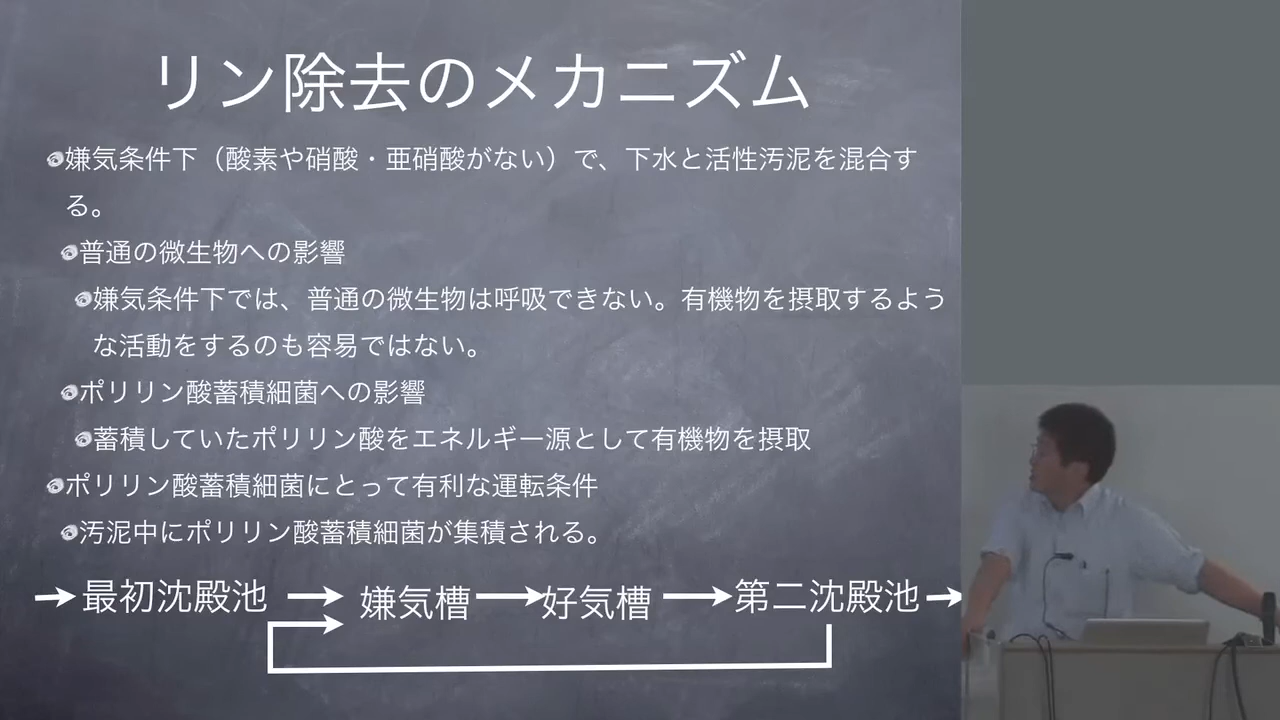 リン除去のメカニズム
嫌気条件下（酸素や硝酸・亜硝酸がない）で、下水と活性汚泥を混合す
る。
普通の微生物への影響
嫌気条件下では、普通の微生物は呼吸できない。有機物を摂取するよう
な活動をするのも容易ではない。
ポリリン酸蓄積細菌への影響
蓄積していたポリリン酸をエネルギー源として有機物を摂取
ポリリン酸蓄積細菌にとって有利な運転条件
汚泥中にポリリン酸蓄積細菌が集積される。
最初沈殿池 嫌気槽 好気槽 第二沈殿池